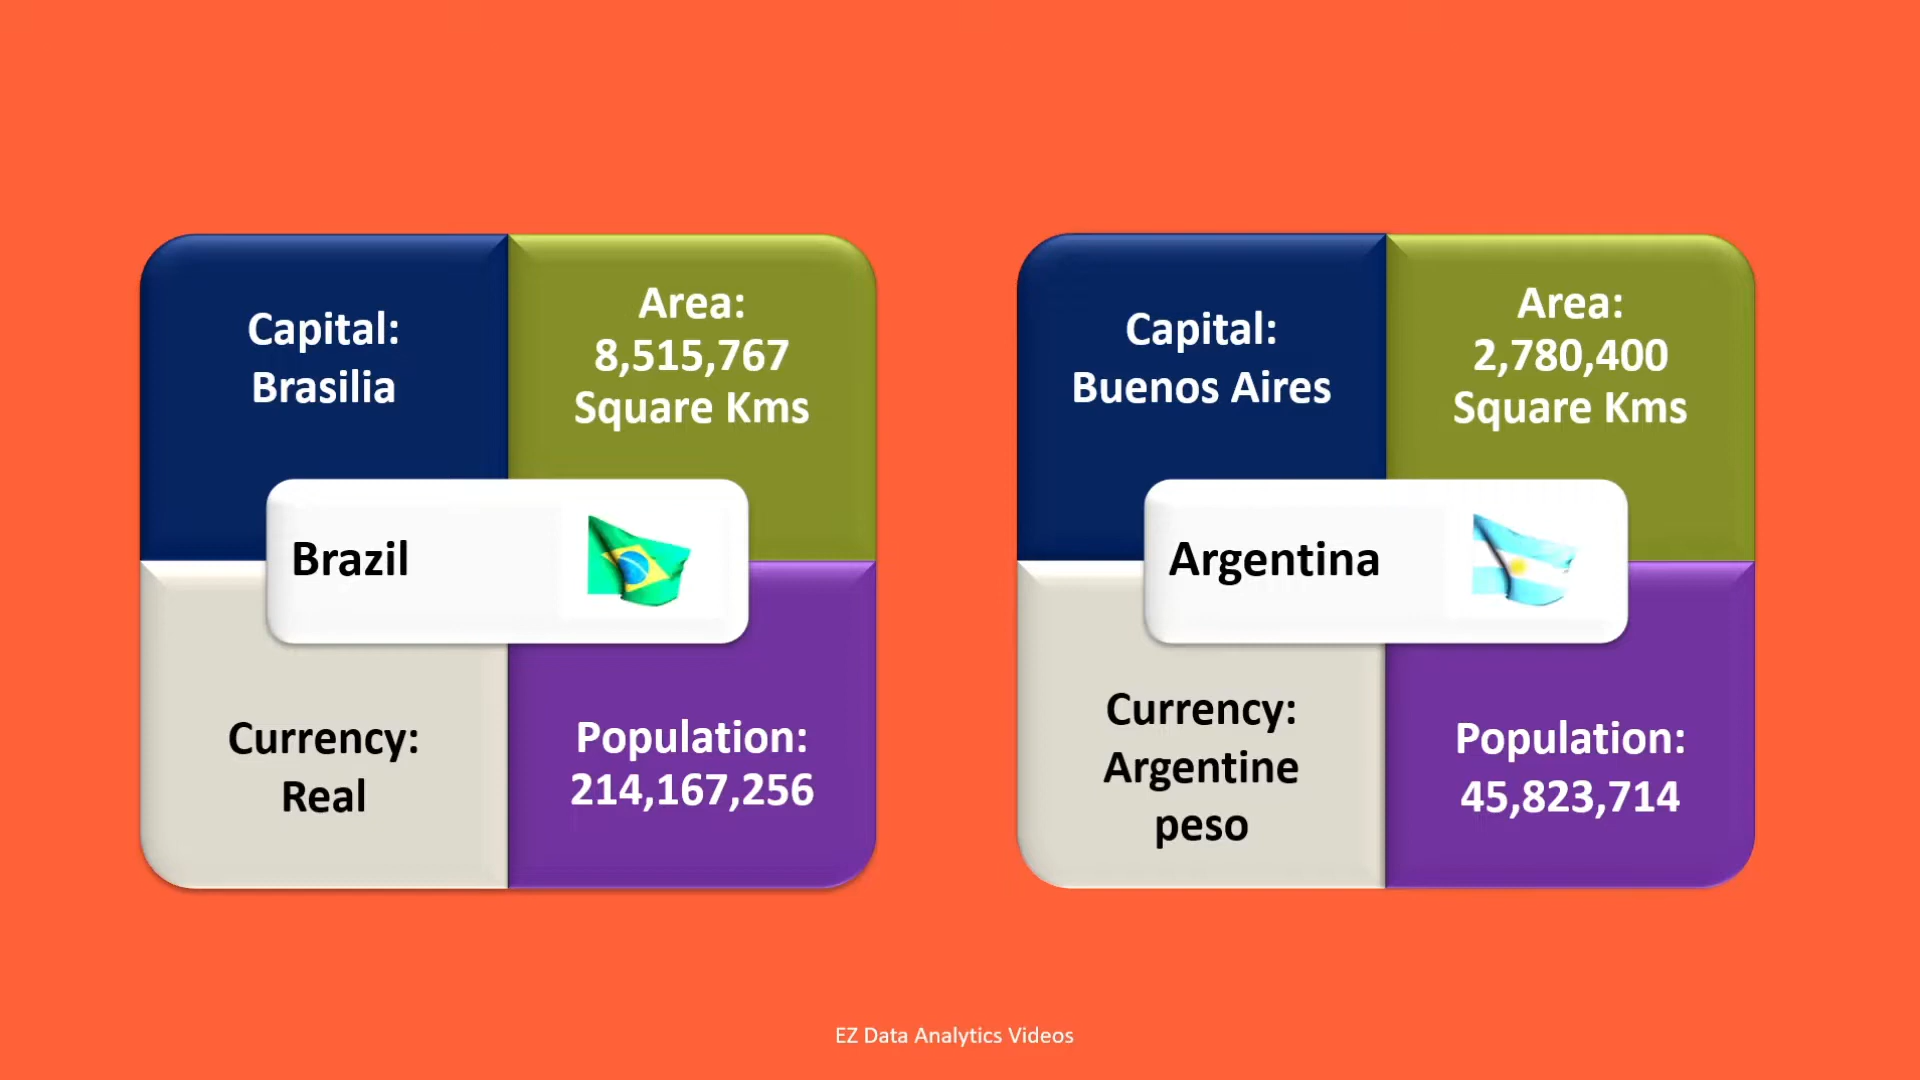 Capital:
Brasilia
Area:
8,515,767
Square Kms
Brazil
Currency:
Real
Population:
214,167,256
Capital:
Buenos Aires
Area:
2,780,400
Square Kms
Argentina
Currency:
Argentine
peso
Population:
45,823,714
EZ Data Analytics Videos